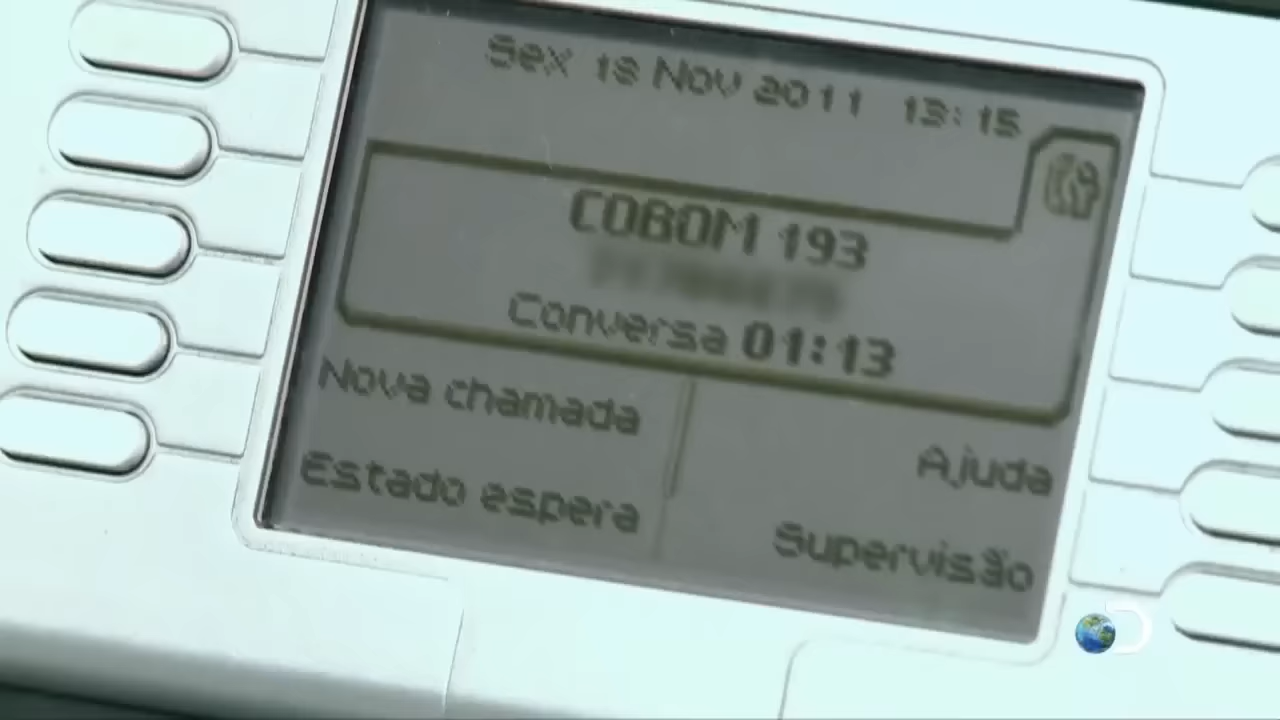 Sex 18 Nov 2011 13:15
COBOM 193
Conversa 01:13
Nova chamada
Ajuda
Estado espera
Supervisão